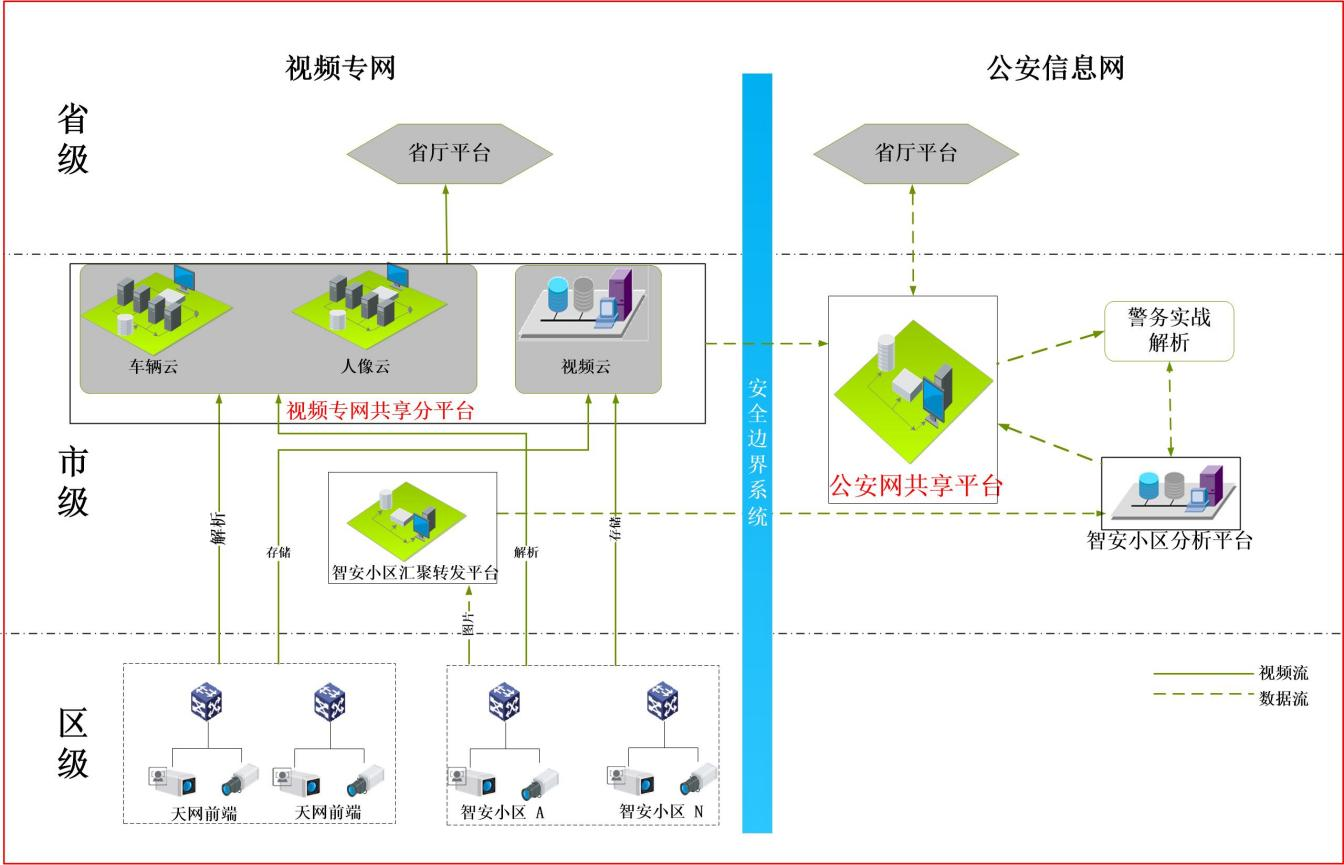 视频专网
公安信息网
省级
省厅平台
省厅平台
车辆云
人像云
视频云
视频专网共享分平台
警务实战
解析
安全边界系统
公安网共享平台
市级
解析
存储
解析
存储
智安小区汇聚转发平台
智安小区分析平台
图片
区级
天网前端
天网前端
智安小区 A
智安小区 N
视频流
数据流